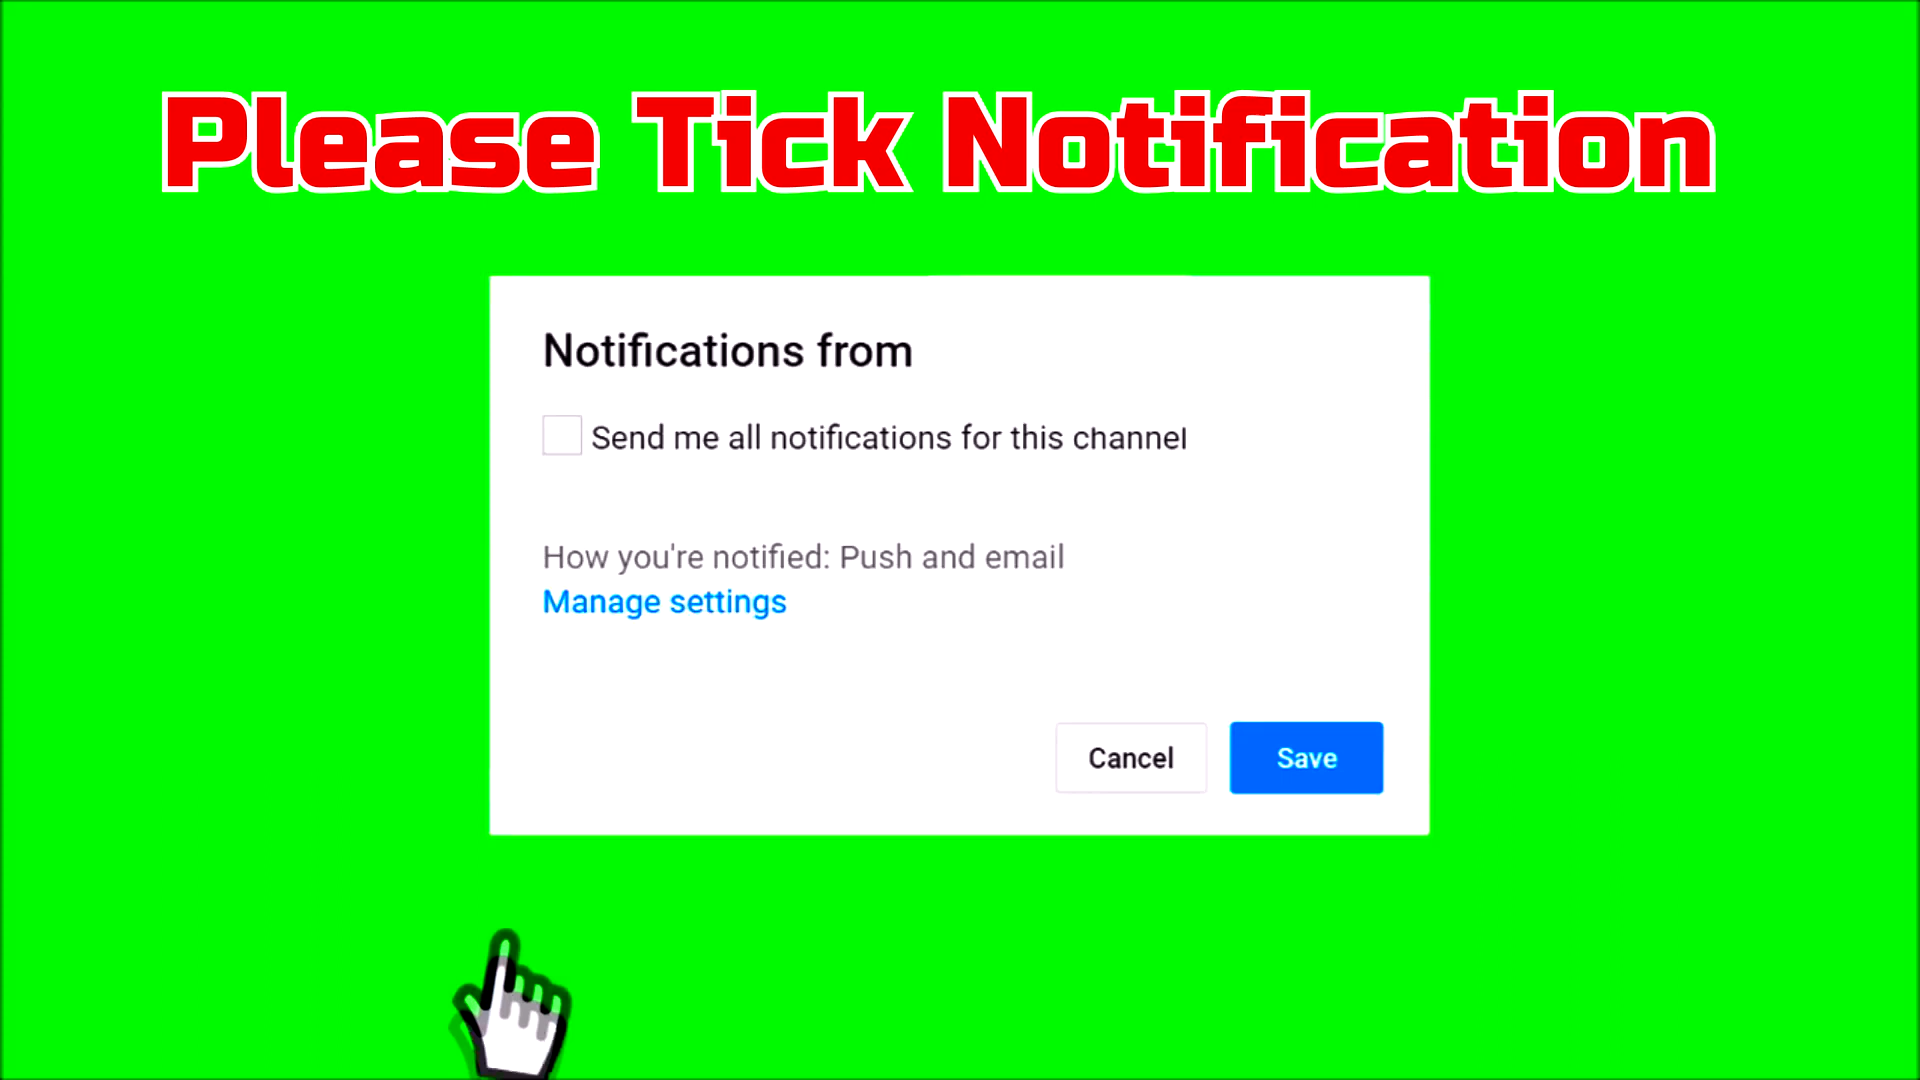 Please Tick Notification
Notifications from
Send me all notifications for this channel
How you're notified: Push and email
Manage settings
Cancel
Save